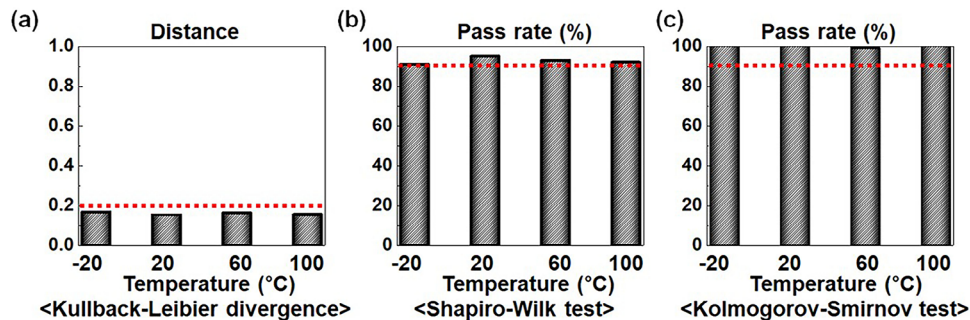 (a)
Distance
1.0
0.8
0.6
0.4
0.2
0.0
-20 20 60 100
Temperature (°C)
<Kullback-Leibier divergence>
(b)
Pass rate (%)
100
80
60
40
20
0
-20 20 60 100
Temperature (°C)
<Shapiro-Wilk test>
(c)
Pass rate (%)
100
80
60
40
20
0
-20 20 60 100
Temperature (°C)
<Kolmogorov-Smirnov test>